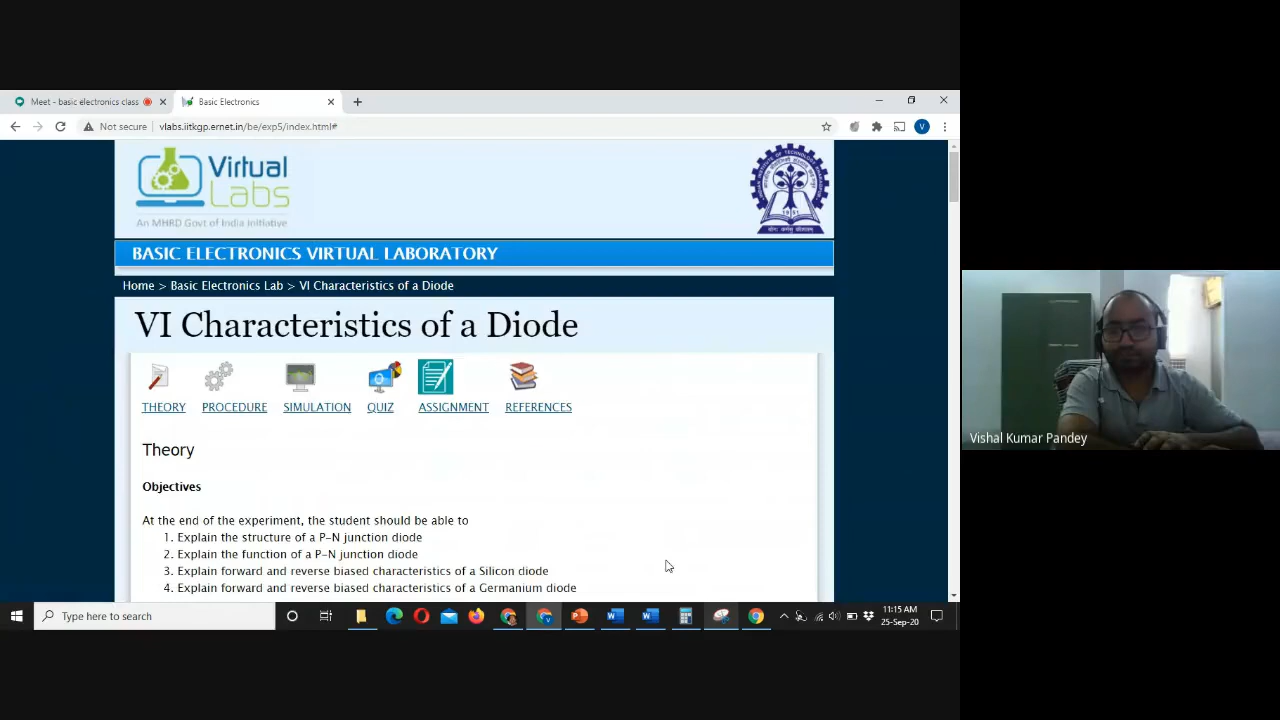 Meet - basic electronics class
Basic Electronics
Not secure
vlabs.iitkgp.ernet.in/be/exp5/index.html#
V
Virtual
Labs
An MHRD Govt of India Initiative
1951
BASIC ELECTRONICS VIRTUAL LABORATORY
Home > Basic Electronics Lab > VI Characteristics of a Diode
VI Characteristics of a Diode
THEORY
PROCEDURE
SIMULATION
QUIZ
ASSIGNMENT
REFERENCES
Theory
Objectives
At the end of the experiment, the student should be able to
1. Explain the structure of a P-N junction diode
2. Explain the function of a P-N junction diode
3. Explain forward and reverse biased characteristics of a Silicon diode
4. Explain forward and reverse biased characteristics of a Germanium diode
Vishal Kumar Pandey
Type here to search
11:15 AM
25-Sep-20